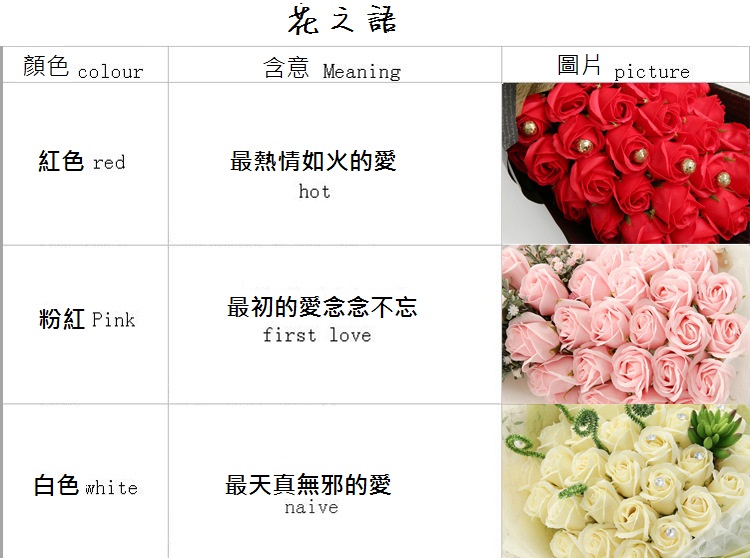 花之語
顏色 colour
含意 Meaning
圖片 picture
紅色 red
最熱情如火的愛
hot
粉紅 Pink
最初的愛念念不忘
first love
白色 white
最天真無邪的愛
naive